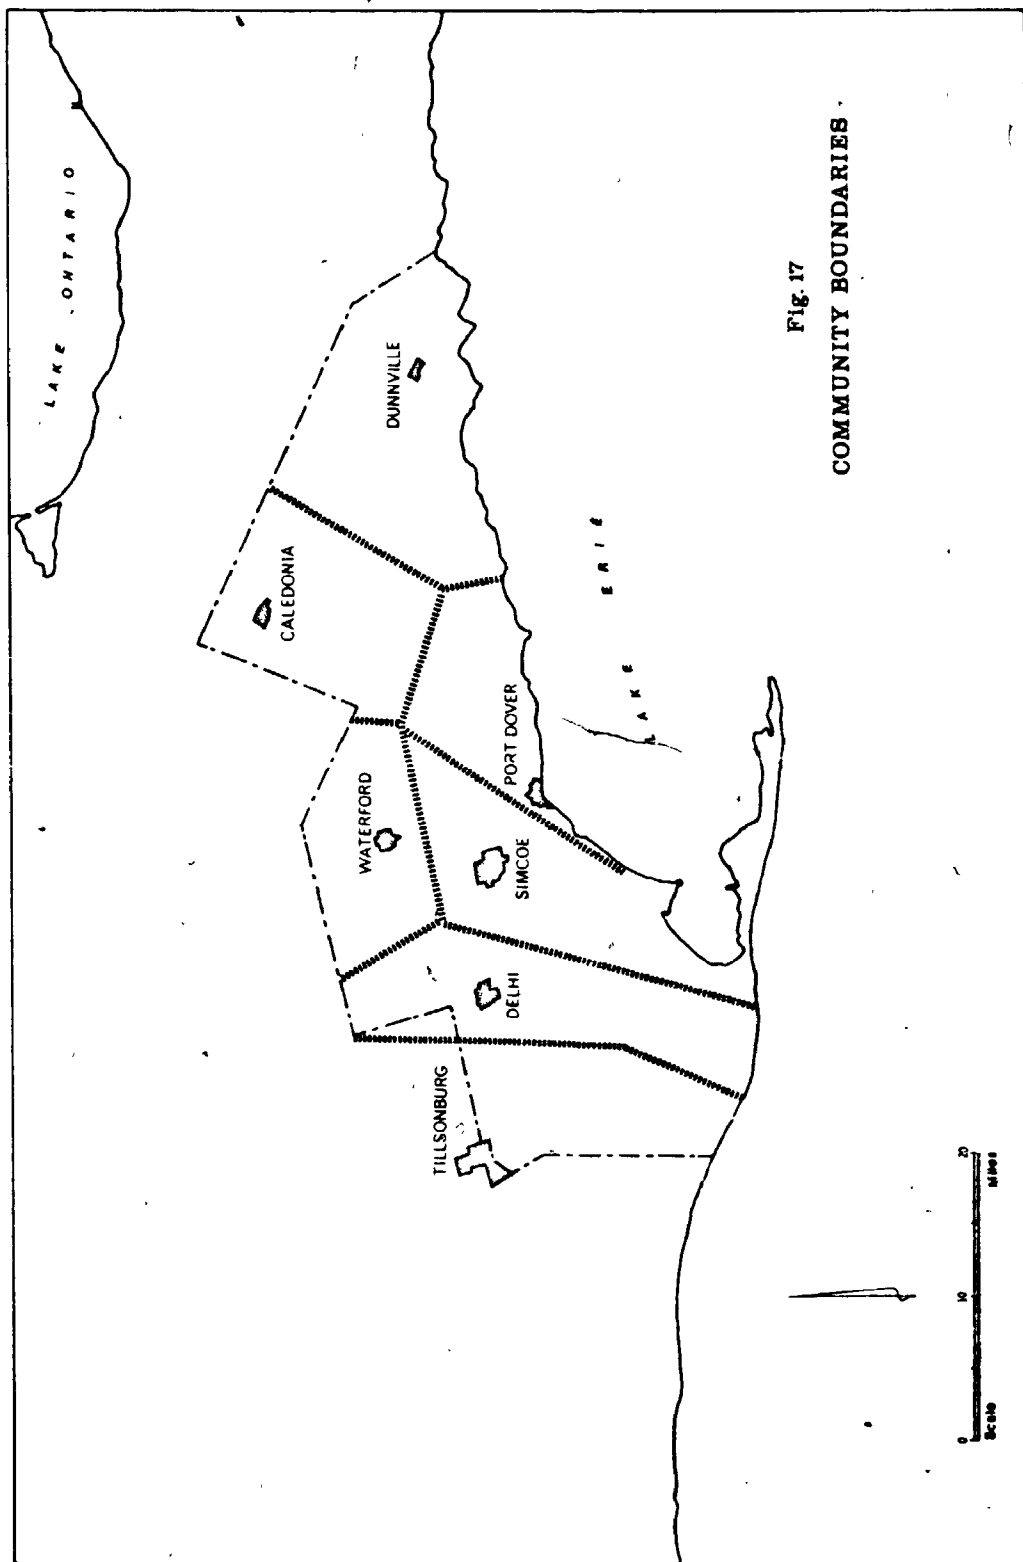 LAKE ONTARIO
DUNNVILLE
CALEDONIA
WATERFORD
PORT DOVER
SIMCOE
DELHI
TILLSONBURG
LAKE ERIE
Fig. 17
COMMUNITY BOUNDARIES
0 10 20
Scale Miles